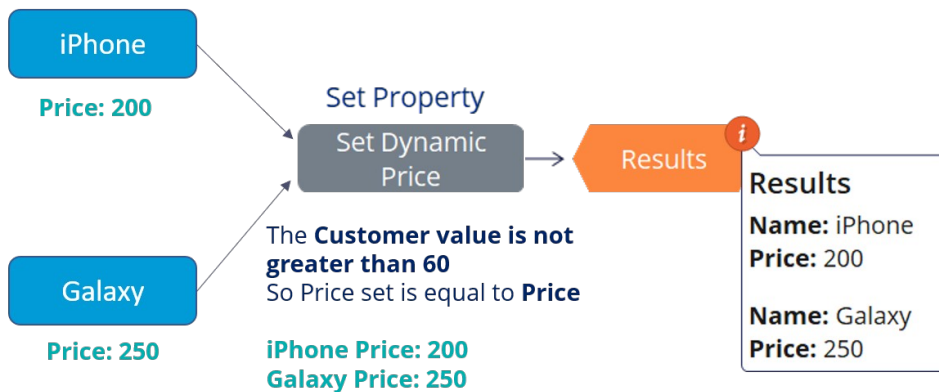 iPhone
Price: 200
Set Property
Set Dynamic
Price
Results
i
Results
Name: iPhone
Price: 200
Name: Galaxy
Price: 250
The Customer value is not
greater than 60
So Price set is equal to Price
iPhone Price: 200
Galaxy Price: 250
Galaxy
Price: 250